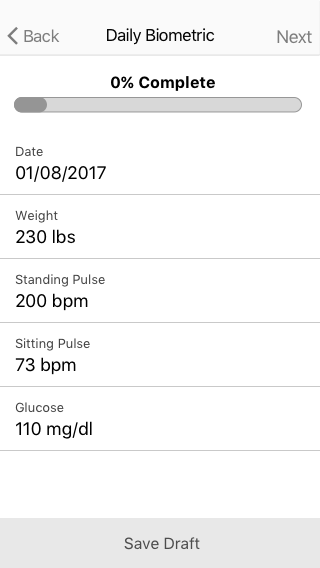 Back Daily Biometric Next
0% Complete
Date
01/08/2017
Weight
230 lbs
Standing Pulse
200 bpm
Sitting Pulse
73 bpm
Glucose
110 mg/dl
Save Draft